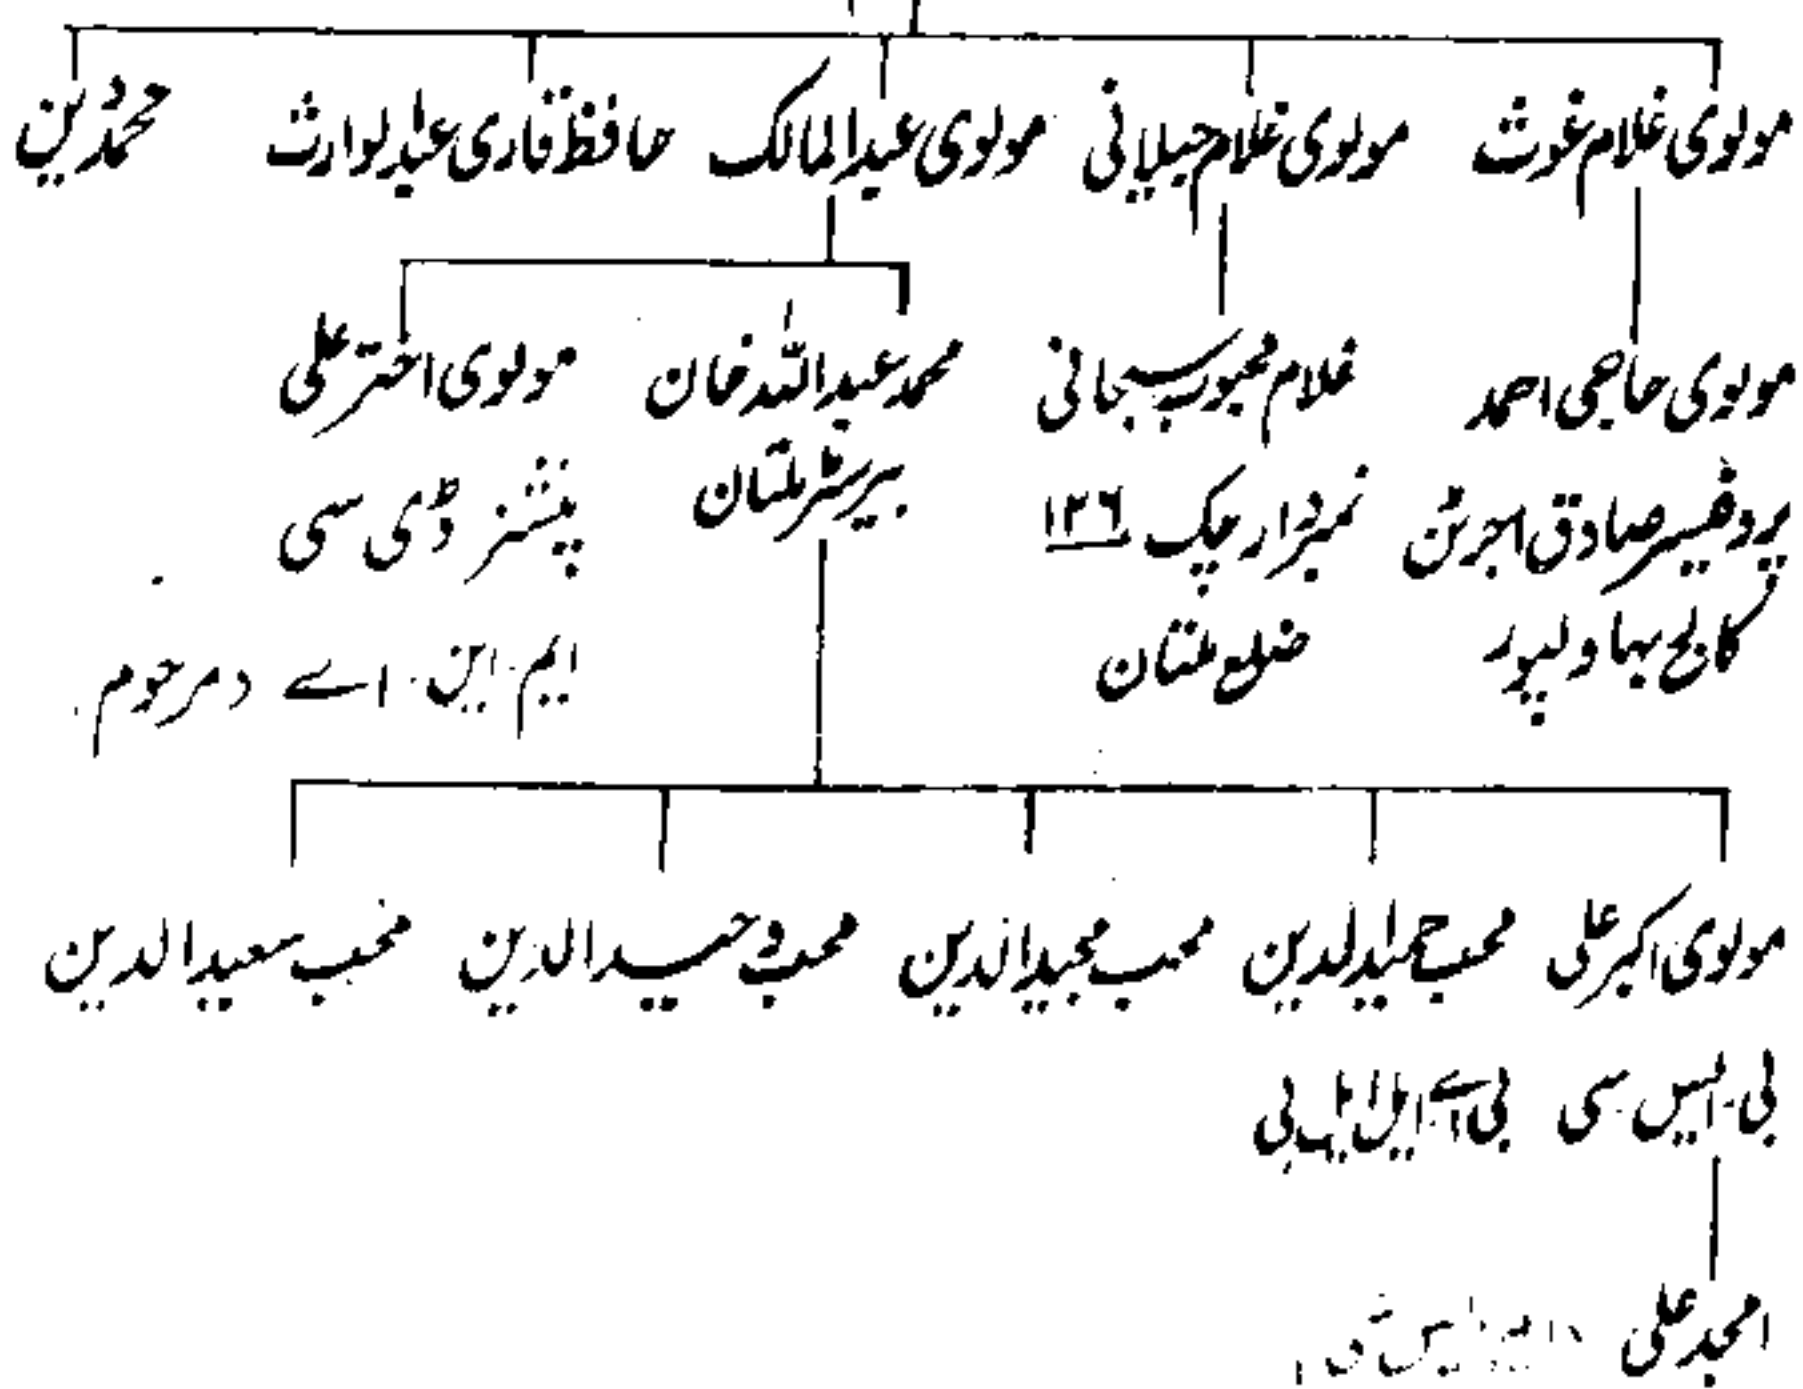 مولوی غلام غوث مولوی غلام جیلانی مولوی عبدالمالک حافظ قاری عبدالوارث محمد دین
مولوی حاجی احمد غلام محبوب سبحانی محمد عبداللہ خان مولوی اختر علی
پروفیسر صادق ایجرٹن نمبردار چک ۱۲۶ بیرسٹر ملتان پنشنر ڈی سی
کالج بہاولپور ضلع ملتان ایم۔این۔اے (مرحوم)
مولوی اکبر علی محب حمیدالدین محب مجیدالدین محب وحیدالدین محب سعیدالدین
بی۔ایس سی بی اے۔ایل ایل بی
امجد علی